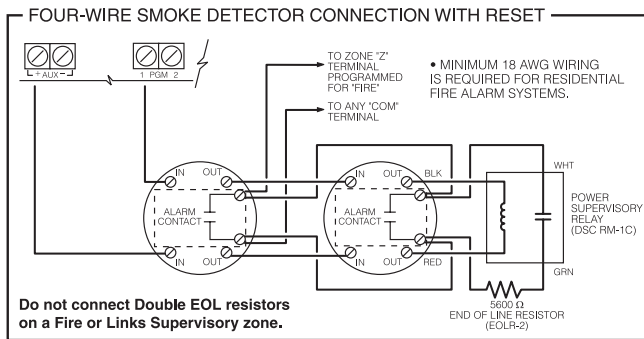 FOUR-WIRE SMOKE DETECTOR CONNECTION WITH RESET
+ AUX –
1 PGM 2
TO ZONE "Z"
TERMINAL
PROGRAMMED
FOR "FIRE"
TO ANY "COM"
TERMINAL
• MINIMUM 18 AWG WIRING
IS REQUIRED FOR RESIDENTIAL
FIRE ALARM SYSTEMS.
IN
OUT
ALARM
CONTACT
IN
OUT
IN
OUT
BLK
ALARM
CONTACT
IN
OUT
RED
WHT
POWER
SUPERVISORY
RELAY
(DSC RM-1C)
GRN
5600 Ω
END OF LINE RESISTOR
(EOLR-2)
Do not connect Double EOL resistors
on a Fire or Links Supervisory zone.